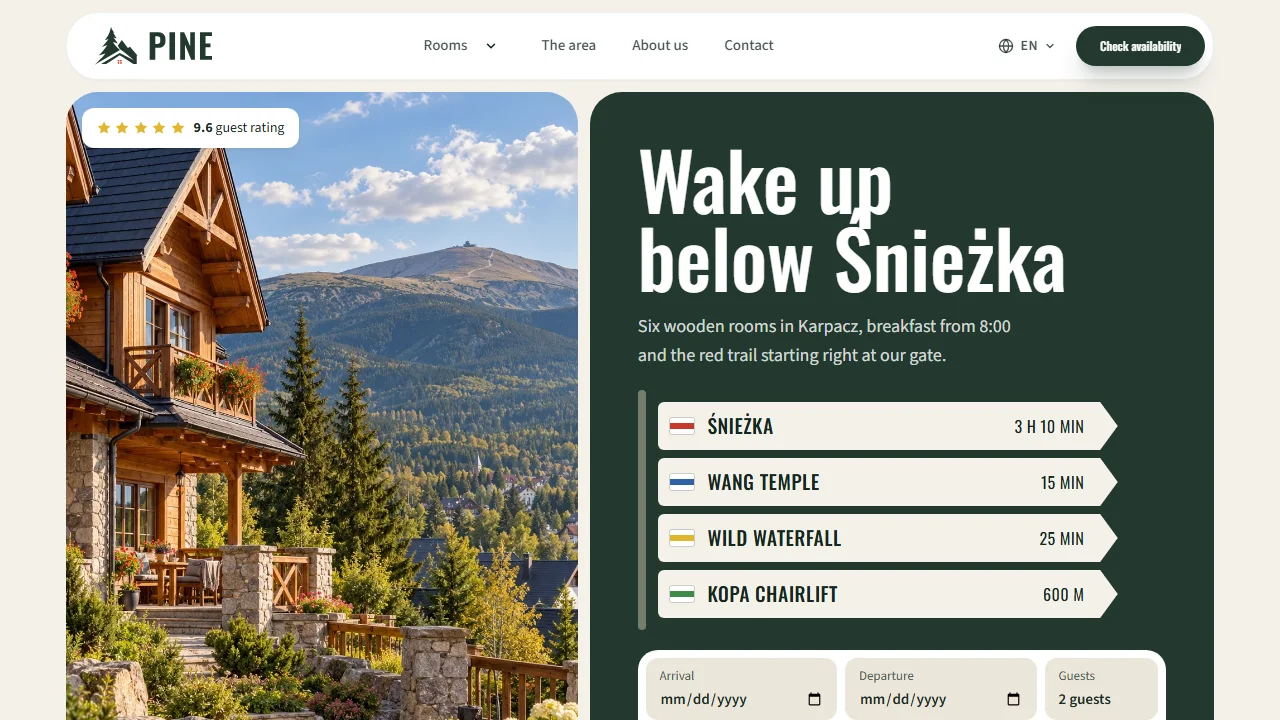 PINE
Rooms
The area
About us
Contact
EN
Check availability
9.6 guest rating
Wake up
below Śnieżka
Six wooden rooms in Karpacz, breakfast from 8:00
and the red trail starting right at our gate.
ŚNIEŻKA 3 H 10 MIN
WANG TEMPLE 15 MIN
WILD WATERFALL 25 MIN
KOPA CHAIRLIFT 600 M
Arrival
mm/dd/yyyy
Departure
mm/dd/yyyy
Guests
2 guests